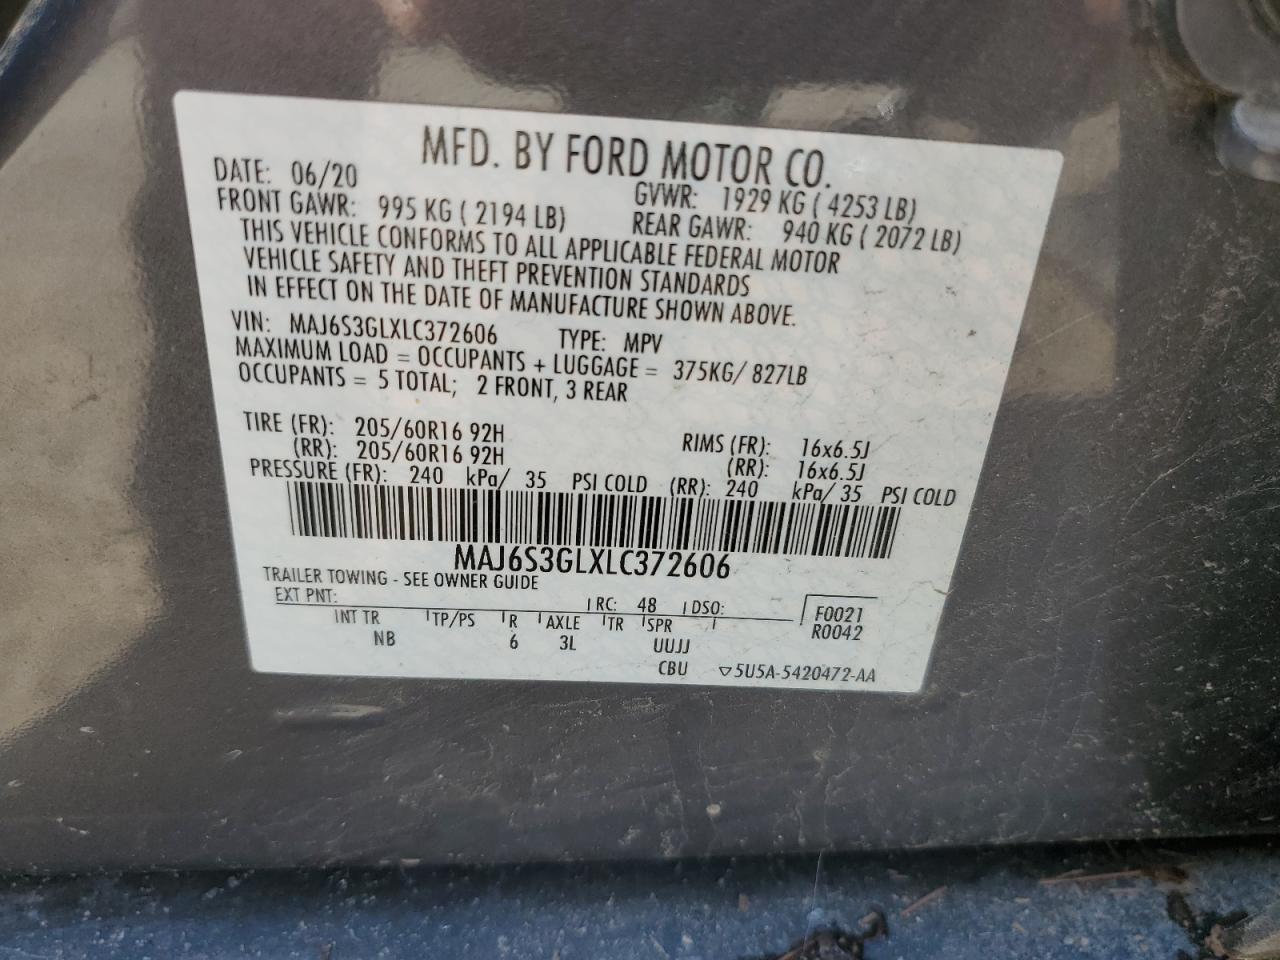 MFD. BY FORD MOTOR CO.
DATE: 06/20 GVWR: 1929 KG ( 4253 LB)
FRONT GAWR: 995 KG ( 2194 LB) REAR GAWR: 940 KG ( 2072 LB)
THIS VEHICLE CONFORMS TO ALL APPLICABLE FEDERAL MOTOR
VEHICLE SAFETY AND THEFT PREVENTION STANDARDS
IN EFFECT ON THE DATE OF MANUFACTURE SHOWN ABOVE.
VIN: MAJ6S3GLXLC372606 TYPE: MPV
MAXIMUM LOAD = OCCUPANTS + LUGGAGE = 375KG/ 827LB
OCCUPANTS = 5 TOTAL; 2 FRONT, 3 REAR
TIRE (FR): 205/60R16 92H RIMS (FR): 16x6.5J
(RR): 205/60R16 92H (RR): 16x6.5J
PRESSURE (FR): 240 kPa/ 35 PSI COLD (RR): 240 kPa/ 35 PSI COLD
MAJ6S3GLXLC372606
TRAILER TOWING - SEE OWNER GUIDE
EXT PNT: RC: 48 DSO: F0021
INT TR TP/PS R AXLE TR SPR R0042
NB 6 3L UUJJ
CBU ▽5U5A-5420472-AA